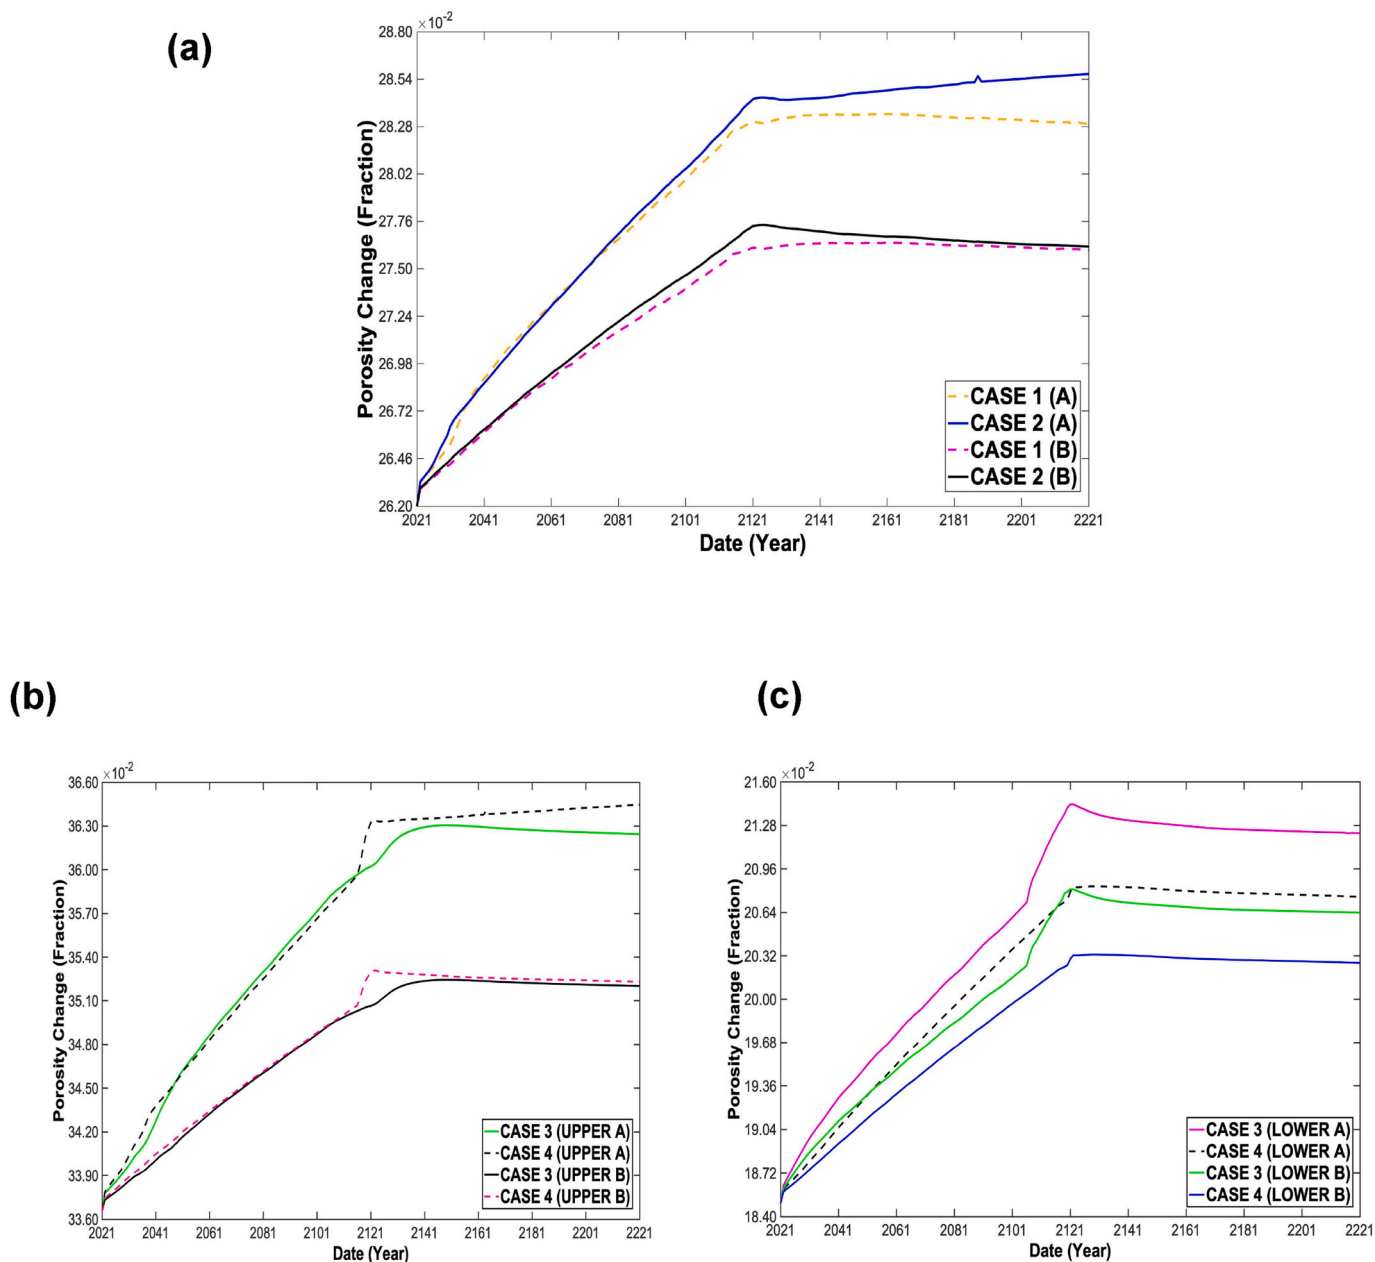 (a)
×10-2
28.80
28.54
28.28
28.02
27.76
27.50
27.24
26.98
26.72
26.46
26.20
Porosity Change (Fraction)
2021 2041 2061 2081 2101 2121 2141 2161 2181 2201 2221
Date (Year)
CASE 1 (A)
CASE 2 (A)
CASE 1 (B)
CASE 2 (B)
(b)
×10-2
36.60
36.30
36.00
35.70
35.40
35.10
34.80
34.50
34.20
33.90
33.60
Porosity Change (Fraction)
2021 2041 2061 2081 2101 2121 2141 2161 2181 2201 2221
Date (Year)
CASE 3 (UPPER A)
CASE 4 (UPPER A)
CASE 3 (UPPER B)
CASE 4 (UPPER B)
(c)
×10-2
21.60
21.28
20.96
20.64
20.32
20.00
19.68
19.36
19.04
18.72
18.40
Porosity Change (Fraction)
2021 2041 2061 2081 2101 2121 2141 2161 2181 2201 2221
Date (Year)
CASE 3 (LOWER A)
CASE 4 (LOWER A)
CASE 3 (LOWER B)
CASE 4 (LOWER B)